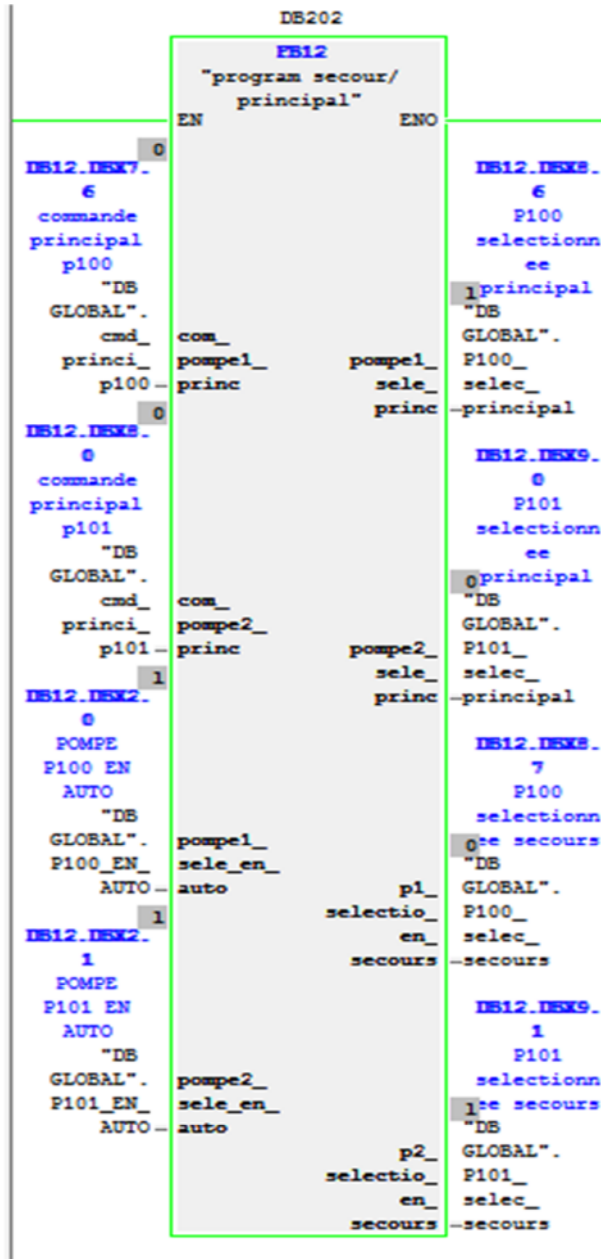 DB202
FB12
"program secour/
principal"
EN ENO
0
DB12.DBX7.
6
commande
principal
p100
"DB
GLOBAL".
cmd_
princi_
p100
com_
pompe1_
princ
0
DB12.DBX8.
0
commande
principal
p101
"DB
GLOBAL".
cmd_
princi_
p101
com_
pompe2_
princ
1
DB12.DBX2.
0
POMPE
P100 EN
AUTO
"DB
GLOBAL".
P100_EN_
AUTO
pompe1_
sele_en_
auto
1
DB12.DBX2.
1
POMPE
P101 EN
AUTO
"DB
GLOBAL".
P101_EN_
AUTO
pompe2_
sele_en_
auto
DB12.DBX8.
6
P100
selectionn
ee
1
principal
"DB
GLOBAL".
P100_
selec_
principal
pompe1_
sele_
princ
DB12.DBX9.
0
P101
selectionn
ee
0
principal
"DB
GLOBAL".
P101_
selec_
principal
pompe2_
sele_
princ
DB12.DBX8.
7
P100
selectionn
0
ee secours
"DB
GLOBAL".
P100_
selec_
secours
p1_
selectio_
en_
secours
DB12.DBX9.
1
P101
selectionn
1
ee secours
"DB
GLOBAL".
P101_
selec_
secours
p2_
selectio_
en_
secours